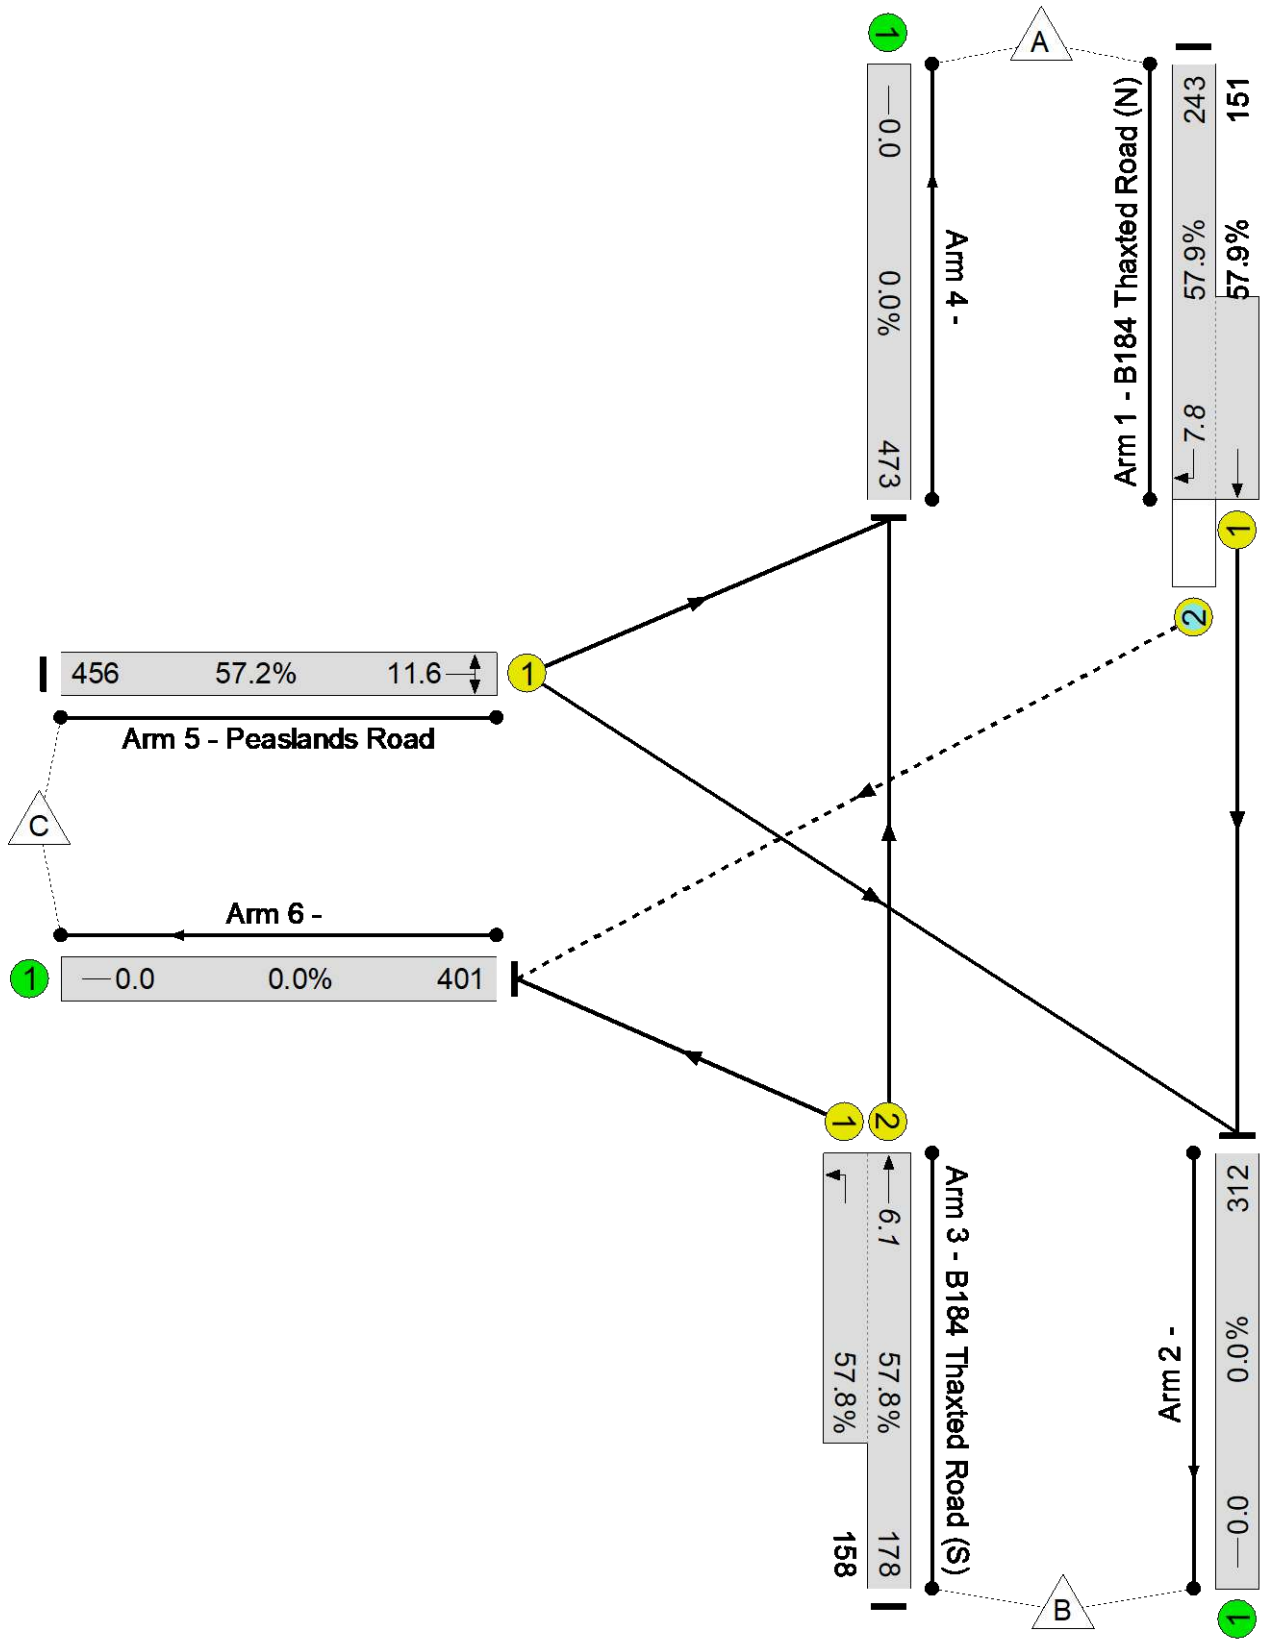 1
A
151
—0.0 0.0% 473
Arm 4 -
Arm 1 - B184 Thaxted Road (N)
243 57.9% 7.8
57.9%
1
2
456 57.2% 11.6
1
Arm 5 - Peaslands Road
C
Arm 6 -
1
—0.0 0.0% 401
1
2
6.1 57.8% 178
57.8%
158
Arm 3 - B184 Thaxted Road (S)
Arm 2 -
312 0.0% —0.0
B
1